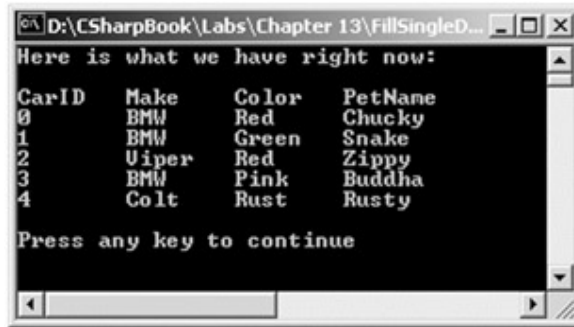 D:\CSharpBook\Labs\Chapter 13\FillSingleD...
Here is what we have right now:
CarID Make Color PetName
0 BMW Red Chucky
1 BMW Green Snake
2 Viper Red Zippy
3 BMW Pink Buddha
4 Colt Rust Rusty
Press any key to continue